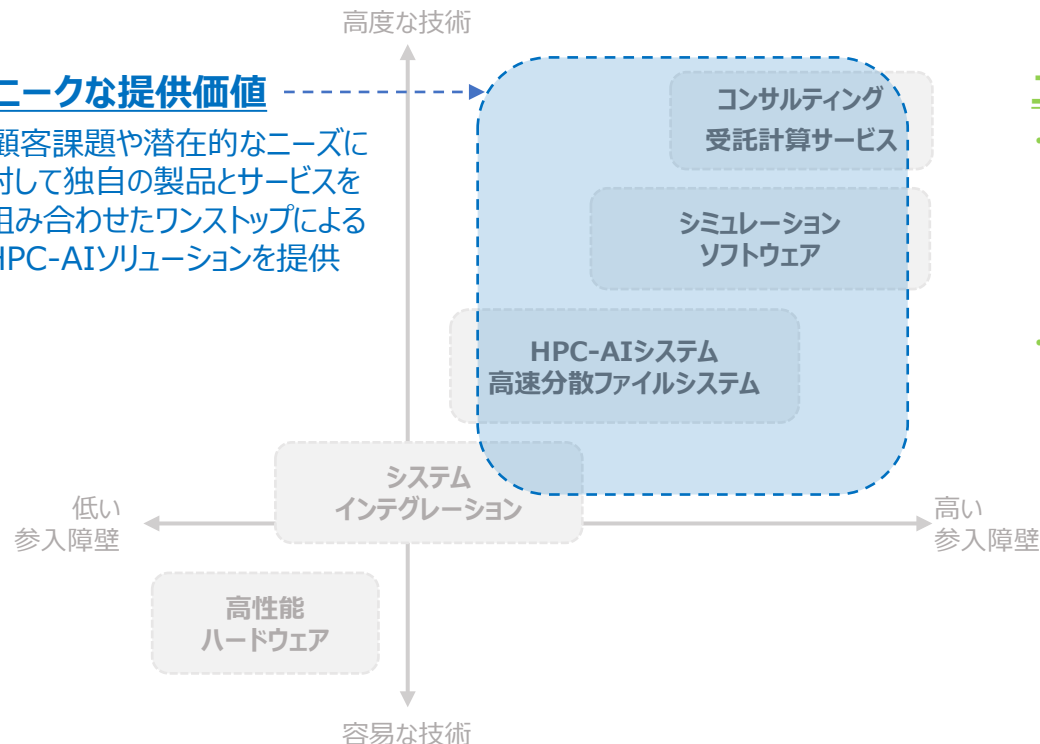 高度な技術
ニークな提供価値
顧客課題や潜在的なニーズに
対して独自の製品とサービスを
組み合わせたワンストップによる
HPC-AIソリューションを提供
コンサルティング
受託計算サービス
シミュレーション
ソフトウェア
HPC-AIシステム
高速分散ファイルシステム
システム
インテグレーション
低い
参入障壁
高い
参入障壁
高性能
ハードウェア
容易な技術